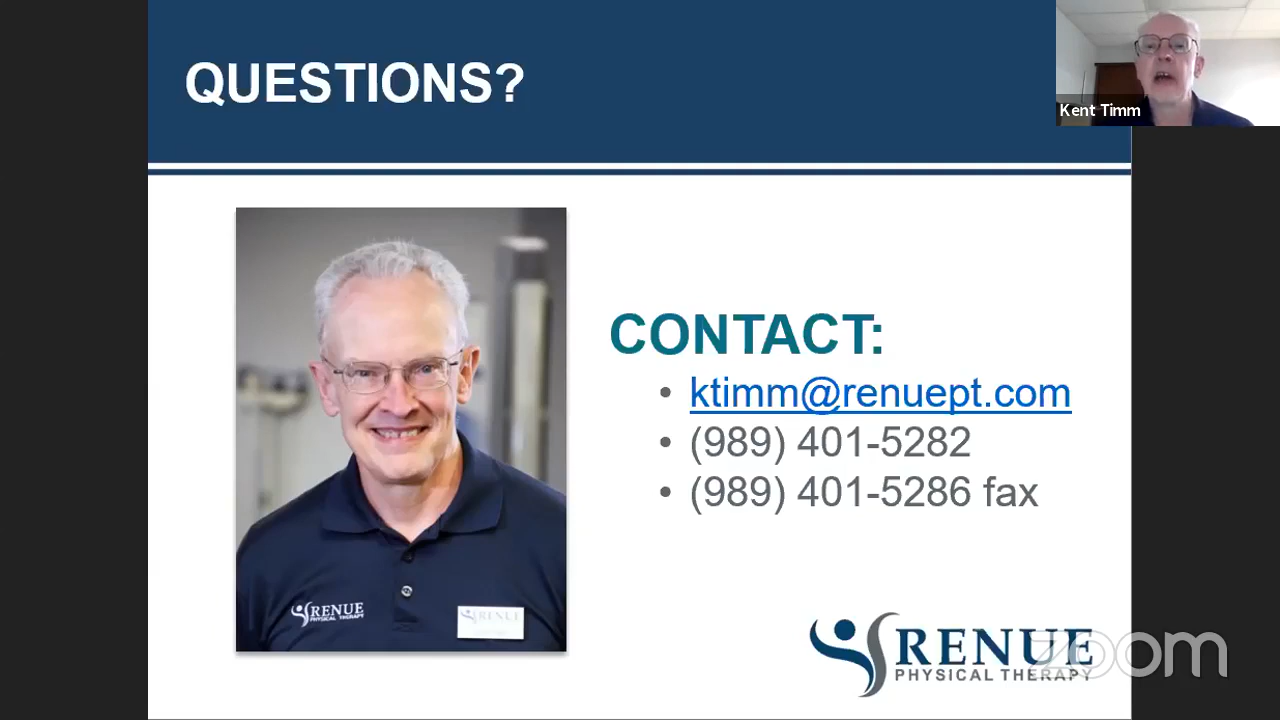 QUESTIONS?
Kent Timm
CONTACT:
• ktimm@renuept.com
• (989) 401-5282
• (989) 401-5286 fax
RENUE
PHYSICAL THERAPY
RENUE
RENUE
PHYSICAL THERAPY
zoom